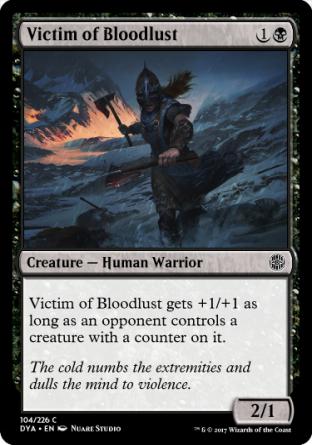 Victim of Bloodlust 1
Creature — Human Warrior
Victim of Bloodlust gets +1/+1 as
long as an opponent controls a
creature with a counter on it.
The cold numbs the extremities and
dulls the mind to violence.
2/1
104/226 C
DYA • EN Nuare Studio
™ & © 2017 Wizards of the Coast